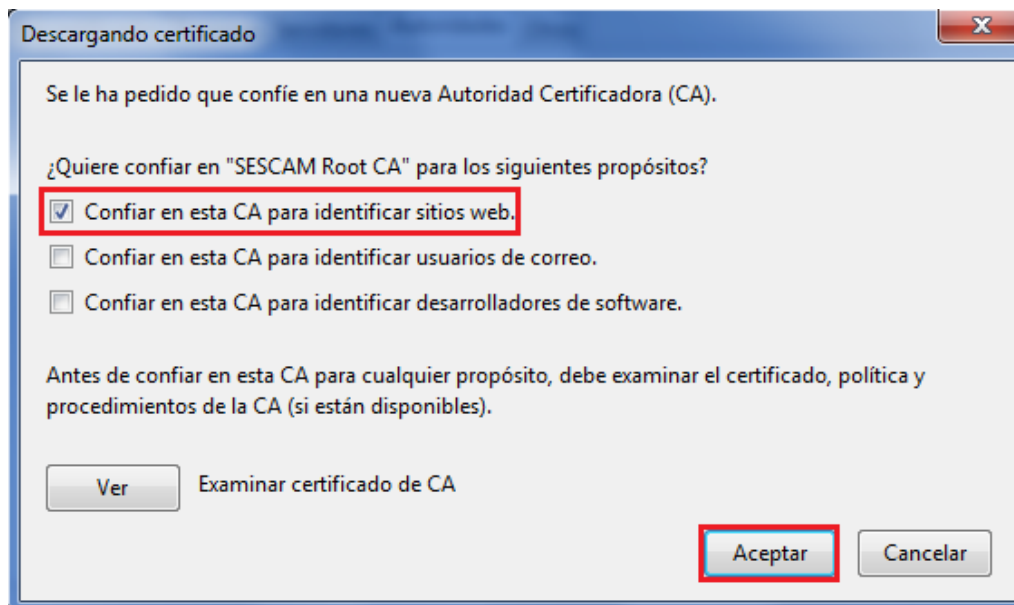 Descargando certificado
Se le ha pedido que confíe en una nueva Autoridad Certificadora (CA).
¿Quiere confiar en "SESCAM Root CA" para los siguientes propósitos?
Confiar en esta CA para identificar sitios web.
Confiar en esta CA para identificar usuarios de correo.
Confiar en esta CA para identificar desarrolladores de software.
Antes de confiar en esta CA para cualquier propósito, debe examinar el certificado, política y
procedimientos de la CA (si están disponibles).
Ver Examinar certificado de CA
Aceptar Cancelar